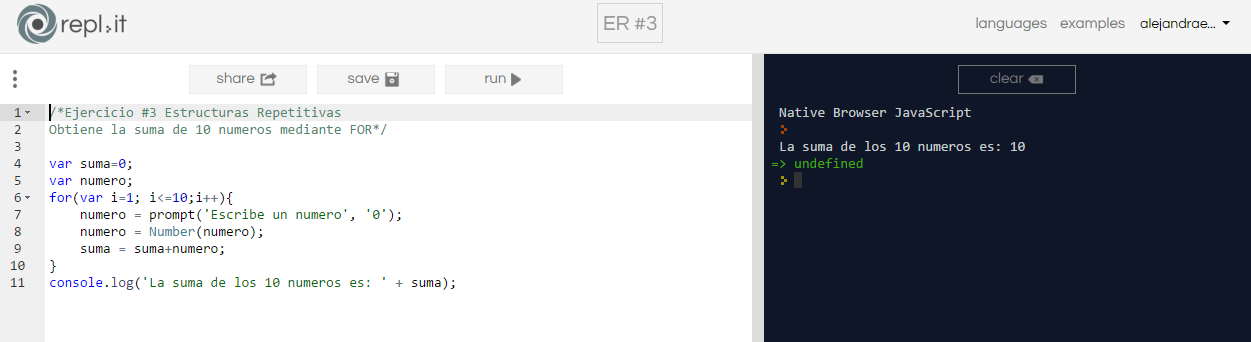 repl.it
ER #3
languages examples alejandrae...
share save run
clear
1 /*Ejercicio #3 Estructuras Repetitivas
2 Obtiene la suma de 10 numeros mediante FOR*/
3
4 var suma=0;
5 var numero;
6 for(var i=1; i<=10;i++){
7 numero = prompt('Escribe un numero', '0');
8 numero = Number(numero);
9 suma = suma+numero;
10 }
11 console.log('La suma de los 10 numeros es: ' + suma);
Native Browser JavaScript
La suma de los 10 numeros es: 10
=> undefined